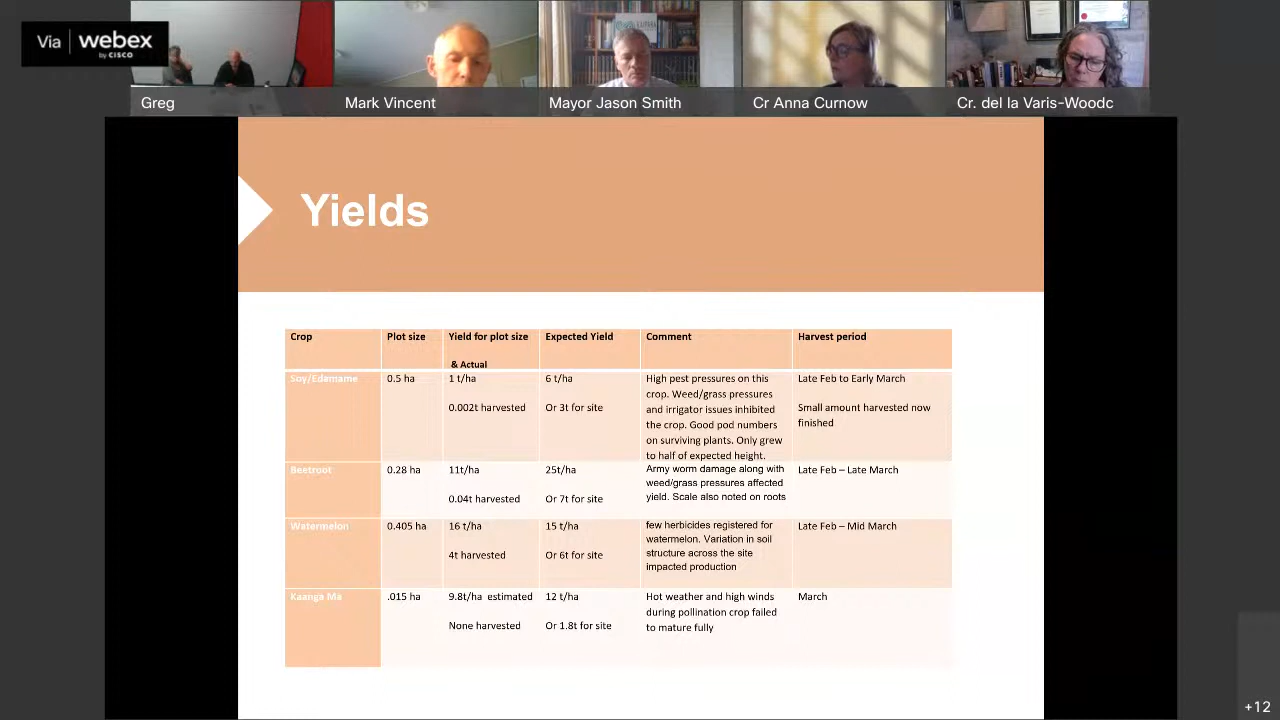 Via webex
by CISCO
Greg
Mark Vincent
Mayor Jason Smith
Cr Anna Curnow
Cr. del la Varis-Woodc
Yields
Crop
Plot size
Yield for plot size
& Actual
Expected Yield
Comment
Harvest period
Soy/Edamame
0.5 ha
1 t/ha
0.002t harvested
6 t/ha
Or 3t for site
High pest pressures on this
crop. Weed/grass pressures
and irrigator issues inhibited
the crop. Good pod numbers
on surviving plants. Only grew
to half of expected height.
Late Feb to Early March
Small amount harvested now
finished
Beetroot
0.28 ha
11t/ha
0.04t harvested
25t/ha
Or 7t for site
Army worm damage along with
weed/grass pressures affected
yield. Scale also noted on roots
Late Feb – Late March
Watermelon
0.405 ha
16 t/ha
4t harvested
15 t/ha
Or 6t for site
few herbicides registered for
watermelon. Variation in soil
structure across the site
impacted production
Late Feb – Mid March
Kaanga Ma
.015 ha
9.8t/ha estimated
None harvested
12 t/ha
Or 1.8t for site
Hot weather and high winds
during pollination crop failed
to mature fully
March
+12